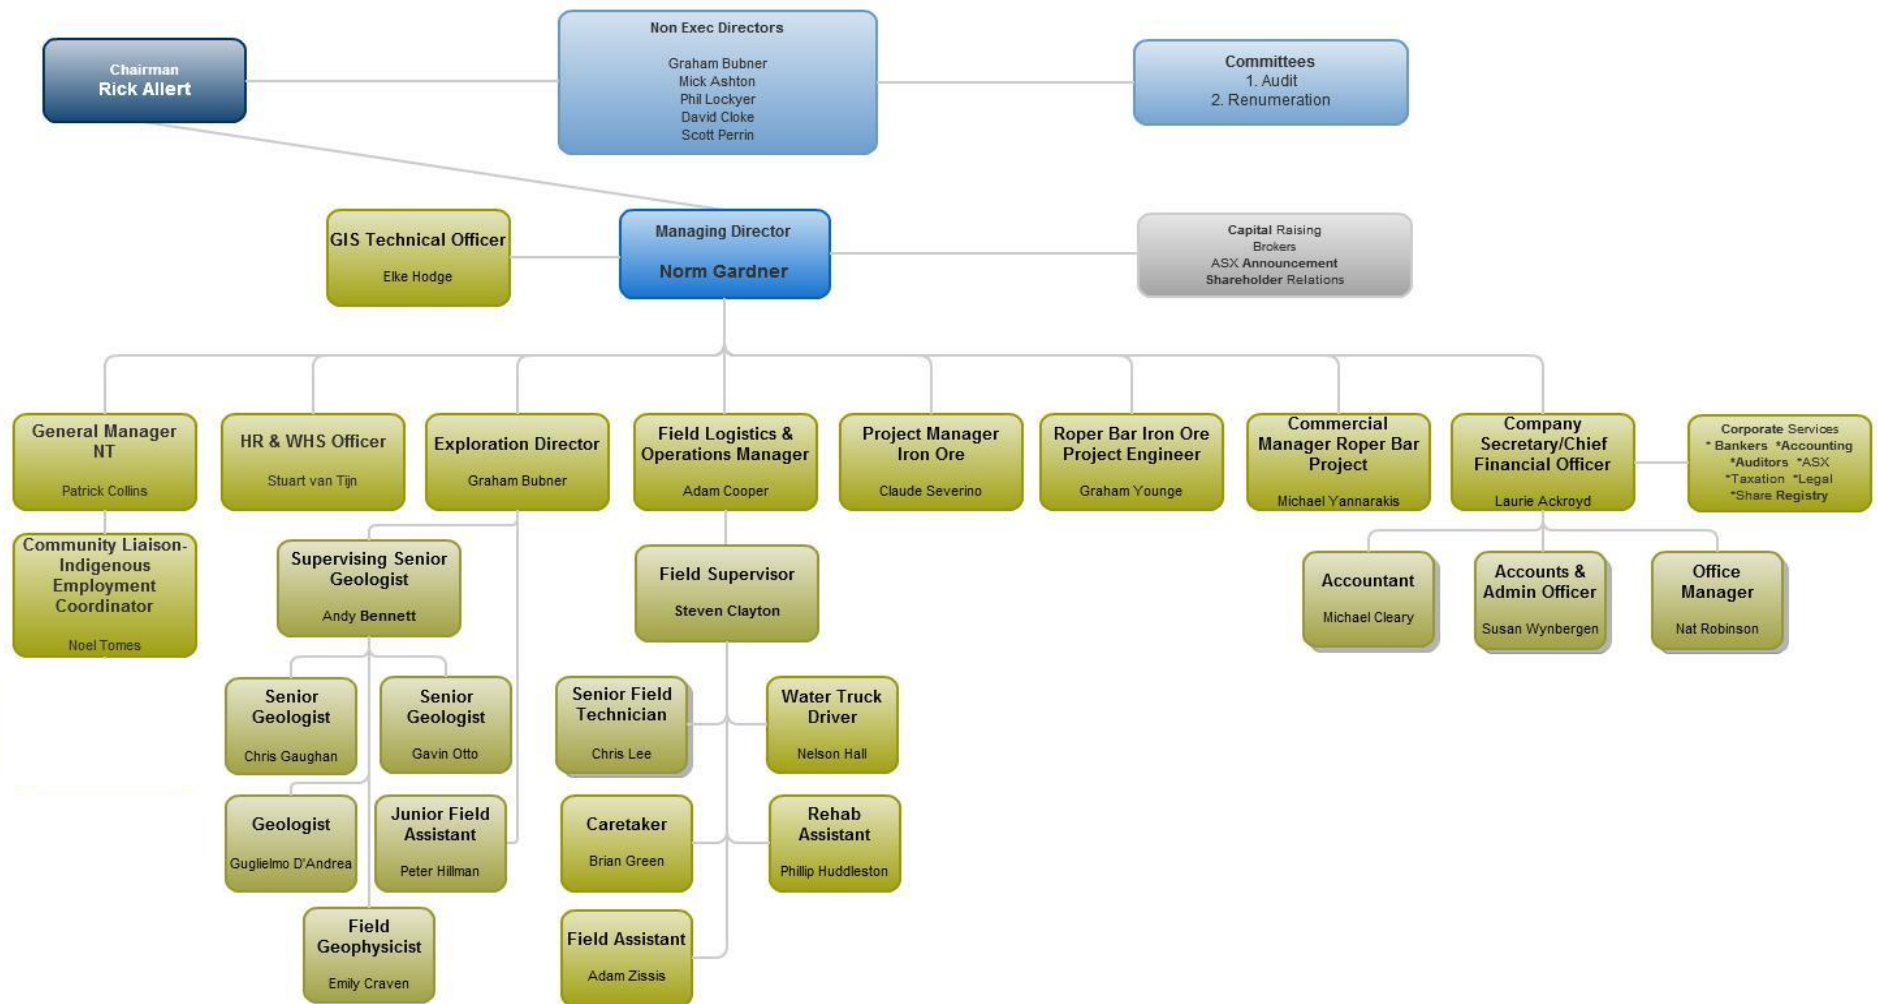 Chairman
Rick Allert
Non Exec Directors
Graham Bubner
Mick Ashton
Phil Lockyer
David Cloke
Scott Perrin
Committees
1. Audit
2. Renumeration
GIS Technical Officer
Elke Hodge
Managing Director
Norm Gardner
Capital Raising
Brokers
ASX Announcement
Shareholder Relations
General Manager
NT
Patrick Collins
HR & WHS Officer
Stuart van Tijn
Exploration Director
Graham Bubner
Field Logistics &
Operations Manager
Adam Cooper
Project Manager
Iron Ore
Claude Severino
Roper Bar Iron Ore
Project Engineer
Graham Younge
Commercial
Manager Roper Bar
Project
Michael Yannarakis
Company
Secretary/Chief
Financial Officer
Laurie Ackroyd
Corporate Services
* Bankers *Accounting
*Auditors *ASX
*Taxation *Legal
*Share Registry
Community Liaison-
Indigenous
Employment
Coordinator
Noel Tomes
Supervising Senior
Geologist
Andy Bennett
Field Supervisor
Steven Clayton
Accountant
Michael Cleary
Accounts &
Admin Officer
Susan Wynbergen
Office
Manager
Nat Robinson
Senior
Geologist
Chris Gaughan
Senior
Geologist
Gavin Otto
Senior Field
Technician
Chris Lee
Water Truck
Driver
Nelson Hall
Geologist
Guglielmo D'Andrea
Junior Field
Assistant
Peter Hillman
Caretaker
Brian Green
Rehab
Assistant
Phillip Huddleston
Field
Geophysicist
Emily Craven
Field Assistant
Adam Zissis